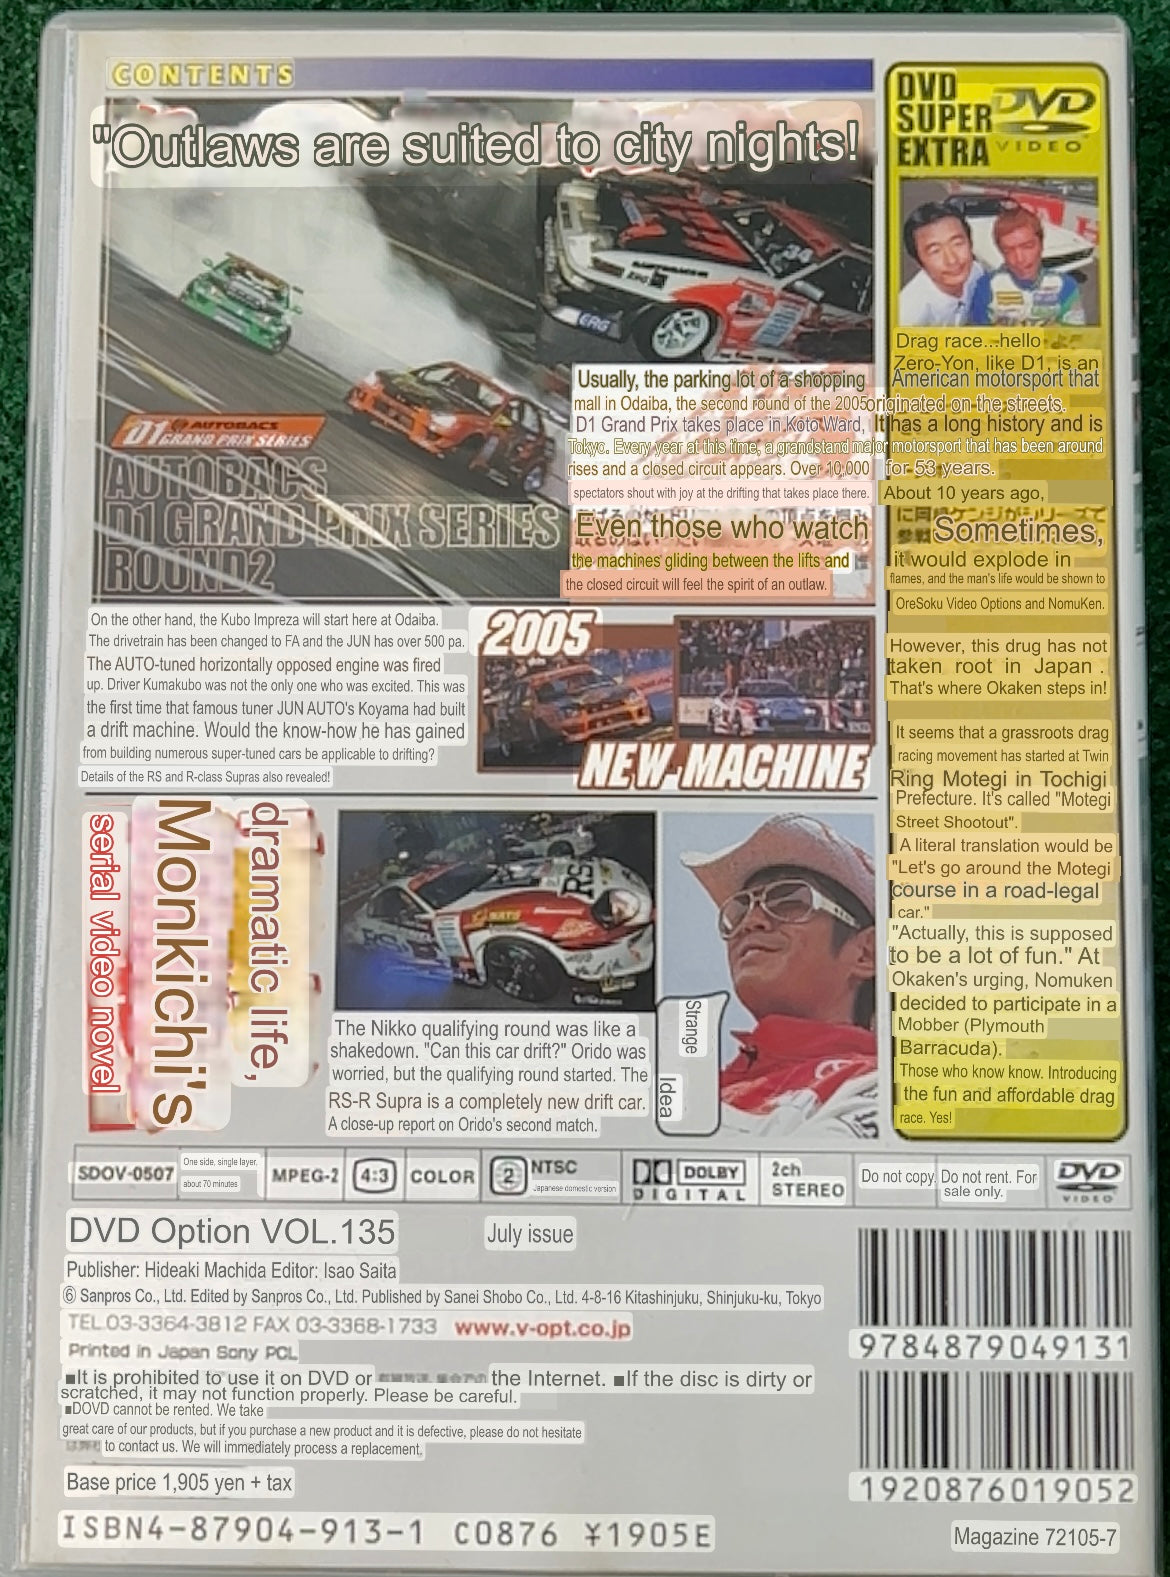 CONTENTS
"Outlaws are suited to city nights!
ERG
34
D1 AUTOBACS
GRAND PRIX SERIES
AUTOBACS
D1 GRAND PRIX SERIES
ROUND2
Usually, the parking lot of a shopping
mall in Odaiba, the second round of the 2005
D1 Grand Prix takes place in Koto Ward,
Tokyo. Every year at this time, a grandstand
rises and a closed circuit appears. Over 10,000
spectators shout with joy at the drifting that takes place there.
Even those who watch
the machines gliding between the lifts and
the closed circuit will feel the spirit of an outlaw.
On the other hand, the Kubo Impreza will start here at Odaiba.
The drivetrain has been changed to FA and the JUN has over 500 pa.
The AUTO-tuned horizontally opposed engine was fired
up. Driver Kumakubo was not the only one who was excited. This was
the first time that famous tuner JUN AUTO's Koyama had built
a drift machine. Would the know-how he has gained
from building numerous super-tuned cars be applicable to drifting?
Details of the RS and R-class Supras also revealed!
2005
NEW MACHINE
dramatic life,
Monkichi's
serial video novel
RS
The Nikko qualifying round was like a
shakedown. "Can this car drift?" Orido was
worried, but the qualifying round started. The
RS-R Supra is a completely new drift car.
A close-up report on Orido's second match.
Strange
Idea
DVD
SUPER
EXTRA
DVD
VIDEO
Drag race...hello
Zero-Yon, like D1, is an
American motorsport that
originated on the streets.
It has a long history and is
major motorsport that has been around
for 53 years.
About 10 years ago,
Sometimes,
it would explode in
flames, and the man's life would be shown to
OreSoku Video Options and NomuKen.
However, this drug has not
taken root in Japan .
That's where Okaken steps in!
It seems that a grassroots drag
racing movement has started at Twin
Ring Motegi in Tochigi
Prefecture. It's called "Motegi
Street Shootout".
A literal translation would be
"Let's go around the Motegi
course in a road-legal
car."
"Actually, this is supposed
to be a lot of fun." At
Okaken's urging, Nomuken
decided to participate in a
Mobber (Plymouth
Barracuda).
Those who know know. Introducing
the fun and affordable drag
race. Yes!
SDOV-0507
One side, single layer,
about 70 minutes
MPEG-2
4:3
COLOR
2
NTSC
Japanese domestic version
DOLBY
DIGITAL
2ch
STEREO
Do not copy.
Do not rent. For
sale only.
DVD
VIDEO
DVD Option VOL.135 July issue
Publisher: Hideaki Machida Editor: Isao Saita
Ⓒ Sanpros Co., Ltd. Edited by Sanpros Co., Ltd. Published by Sanei Shobo Co., Ltd. 4-8-16 Kitashinjuku, Shinjuku-ku, Tokyo
TEL.03-3364-3812 FAX 03-3368-1733 www.v-opt.co.jp
Printed in Japan Sony PCL
■It is prohibited to use it on DVD or the Internet. ■If the disc is dirty or
scratched, it may not function properly. Please be careful.
■DOVD cannot be rented. We take
great care of our products, but if you purchase a new product and it is defective, please do not hesitate
to contact us. We will immediately process a replacement.
Base price 1,905 yen + tax
ISBN4-87904-913-1 C0876 ¥1905E
9784879049131
1920876019052
Magazine 72105-7